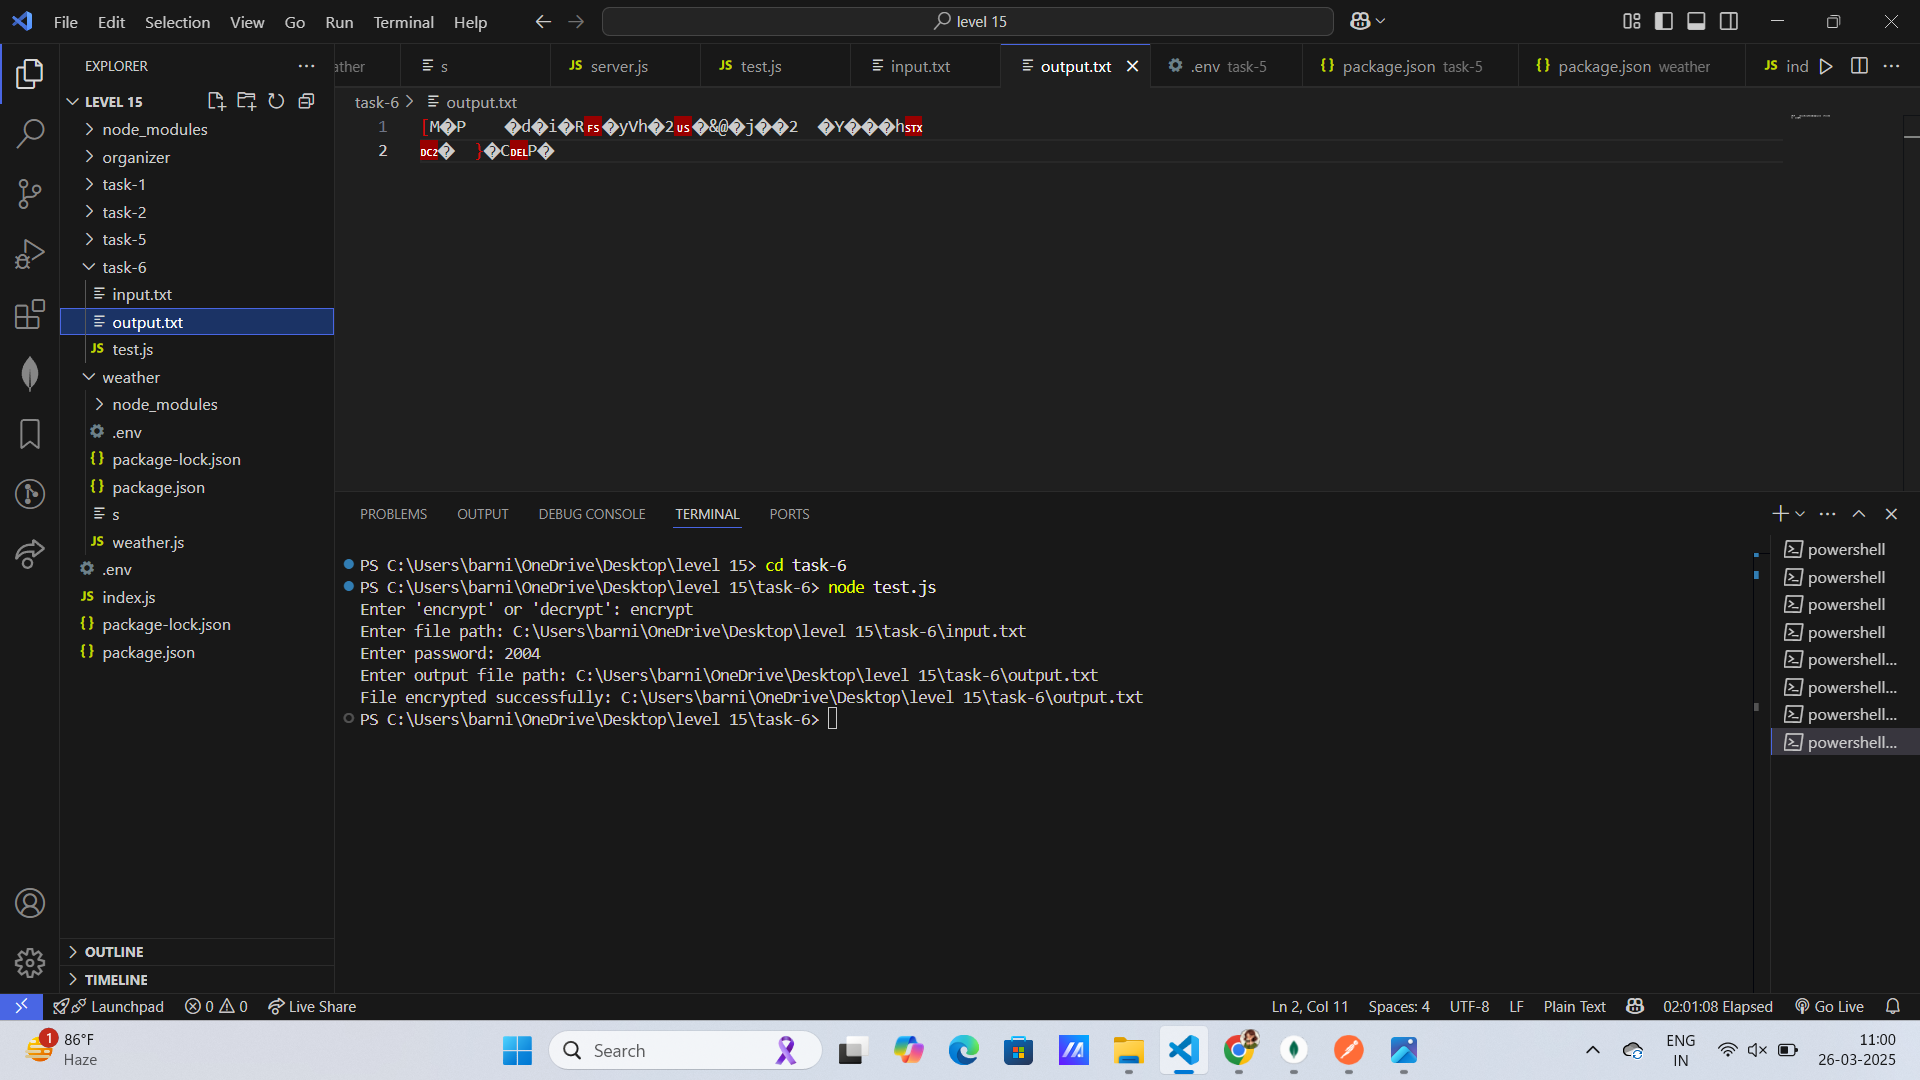 File Edit Selection View Go Run Terminal Help
level 15
EXPLORER
LEVEL 15
node_modules
organizer
task-1
task-2
task-5
task-6
input.txt
output.txt
JS test.js
weather
node_modules
.env
{} package-lock.json
{} package.json
s
JS weather.js
.env
JS index.js
{} package-lock.json
{} package.json
OUTLINE
TIMELINE
ather
s
JS server.js
JS test.js
input.txt
output.txt
.env task-5
{} package.json task-5
{} package.json weather
JS ind
task-6 > output.txt
1 [M�P �d�i�RFS�yVh�2US�&@�j��2 �Y���hSTX
2 DC2� }�CDELP�
PROBLEMS OUTPUT DEBUG CONSOLE TERMINAL PORTS
PS C:\Users\barni\OneDrive\Desktop\level 15> cd task-6
PS C:\Users\barni\OneDrive\Desktop\level 15\task-6> node test.js
Enter 'encrypt' or 'decrypt': encrypt
Enter file path: C:\Users\barni\OneDrive\Desktop\level 15\task-6\input.txt
Enter password: 2004
Enter output file path: C:\Users\barni\OneDrive\Desktop\level 15\task-6\output.txt
File encrypted successfully: C:\Users\barni\OneDrive\Desktop\level 15\task-6\output.txt
PS C:\Users\barni\OneDrive\Desktop\level 15\task-6>
powershell
powershell
powershell
powershell
powershell...
powershell...
powershell...
powershell...
Launchpad 0 0 Live Share
Ln 2, Col 11 Spaces: 4 UTF-8 LF Plain Text 02:01:08 Elapsed Go Live
1
86°F
Haze
Search
ENG
IN
11:00
26-03-2025